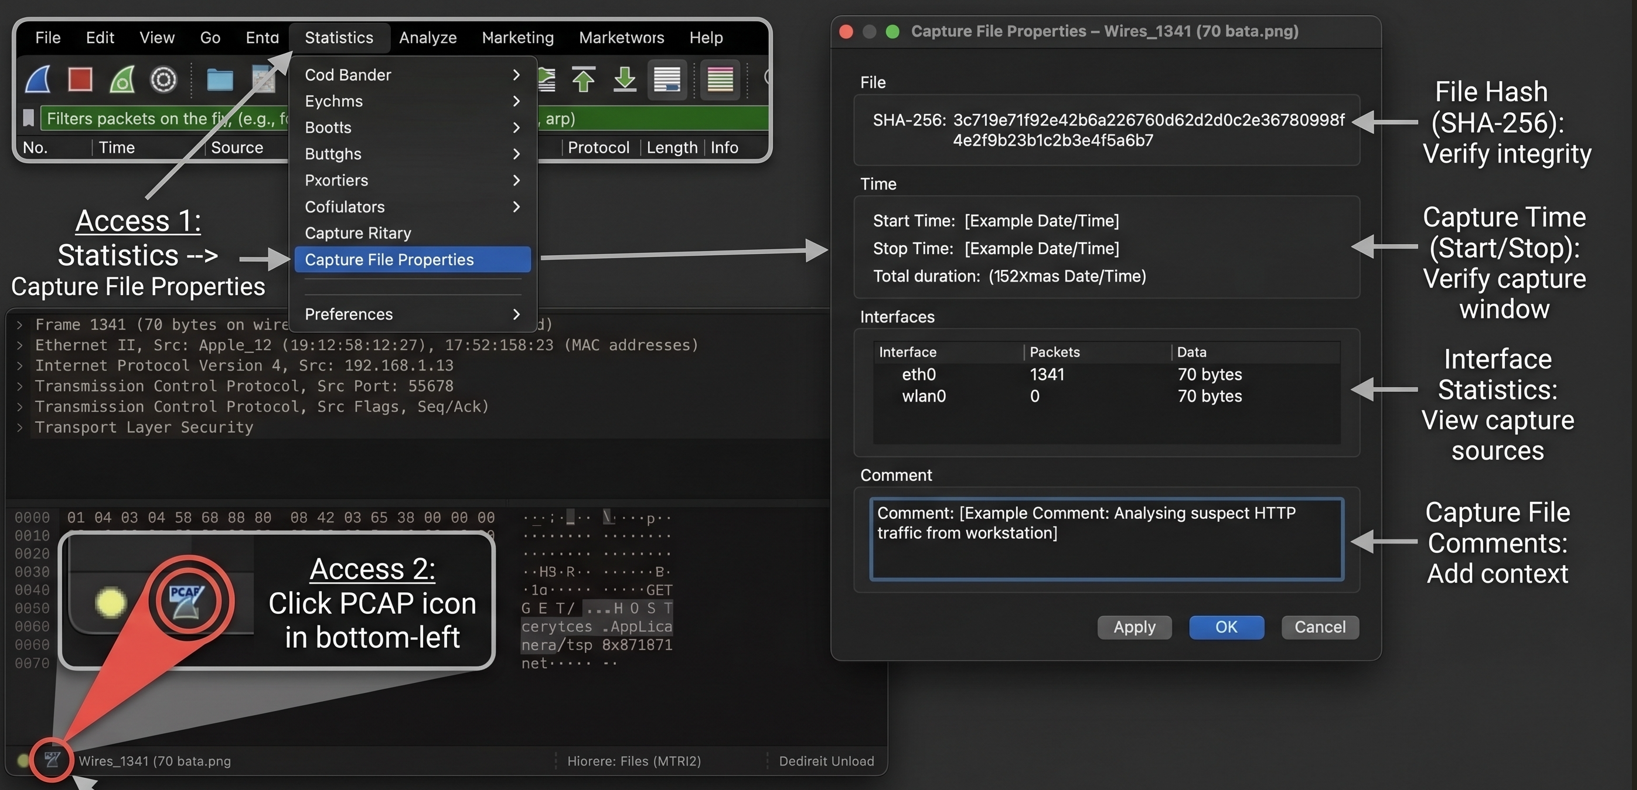 File Edit View Go Enta Statistics Analyze Marketing Marketwors Help
Filters packets on the fiy, (e.g., fo
, arp)
No. Time Source Protocol Length Info
Cod Bander
Eychms
Bootts
Buttghs
Pxortiers
Cofiulators
Capture Ritary
Capture File Properties
Preferences
Access 1:
Statistics -->
Capture File Properties
Frame 1341 (70 bytes on wire d)
Ethernet II, Src: Apple_12 (19:12:58:12:27), 17:52:158:23 (MAC addresses)
Internet Protocol Version 4, Src: 192.168.1.13
Transmission Control Protocol, Src Port: 55678
Transmission Control Protocol, Src Flags, Seq/Ack)
Transport Layer Security
0000 01 04 03 04 58 68 88 80 08 42 03 65 38 00 00 00 ··;·_ \····p··
0010
0020
0030 ··H3·R·· ······B·
0040 ·1a····· ·····GET
0050 GET/ ...HOST
0060 cerytces .AppLica
0060 nera/tsp 8x871871
0070 net····· ··
PCAP
Access 2:
Click PCAP icon
in bottom-left
Wires_1341 (70 bata.png
Hiorere: Files (MTRI2)
Dedireit Unload
Capture File Properties – Wires_1341 (70 bata.png)
File
SHA-256: 3c719e71f92e42b6a226760d62d2d0c2e36780998f
4e2f9b23b1c2b3e4f5a6b7
Time
Start Time: [Example Date/Time]
Stop Time: [Example Date/Time]
Total duration: (152Xmas Date/Time)
Interfaces
Interface Packets Data
eth0 1341 70 bytes
wlan0 0 70 bytes
Comment
Comment: [Example Comment: Analysing suspect HTTP
traffic from workstation]
Apply OK Cancel
File Hash
(SHA-256):
Verify integrity
Capture Time
(Start/Stop):
Verify capture
window
Interface
Statistics:
View capture
sources
Capture File
Comments:
Add context